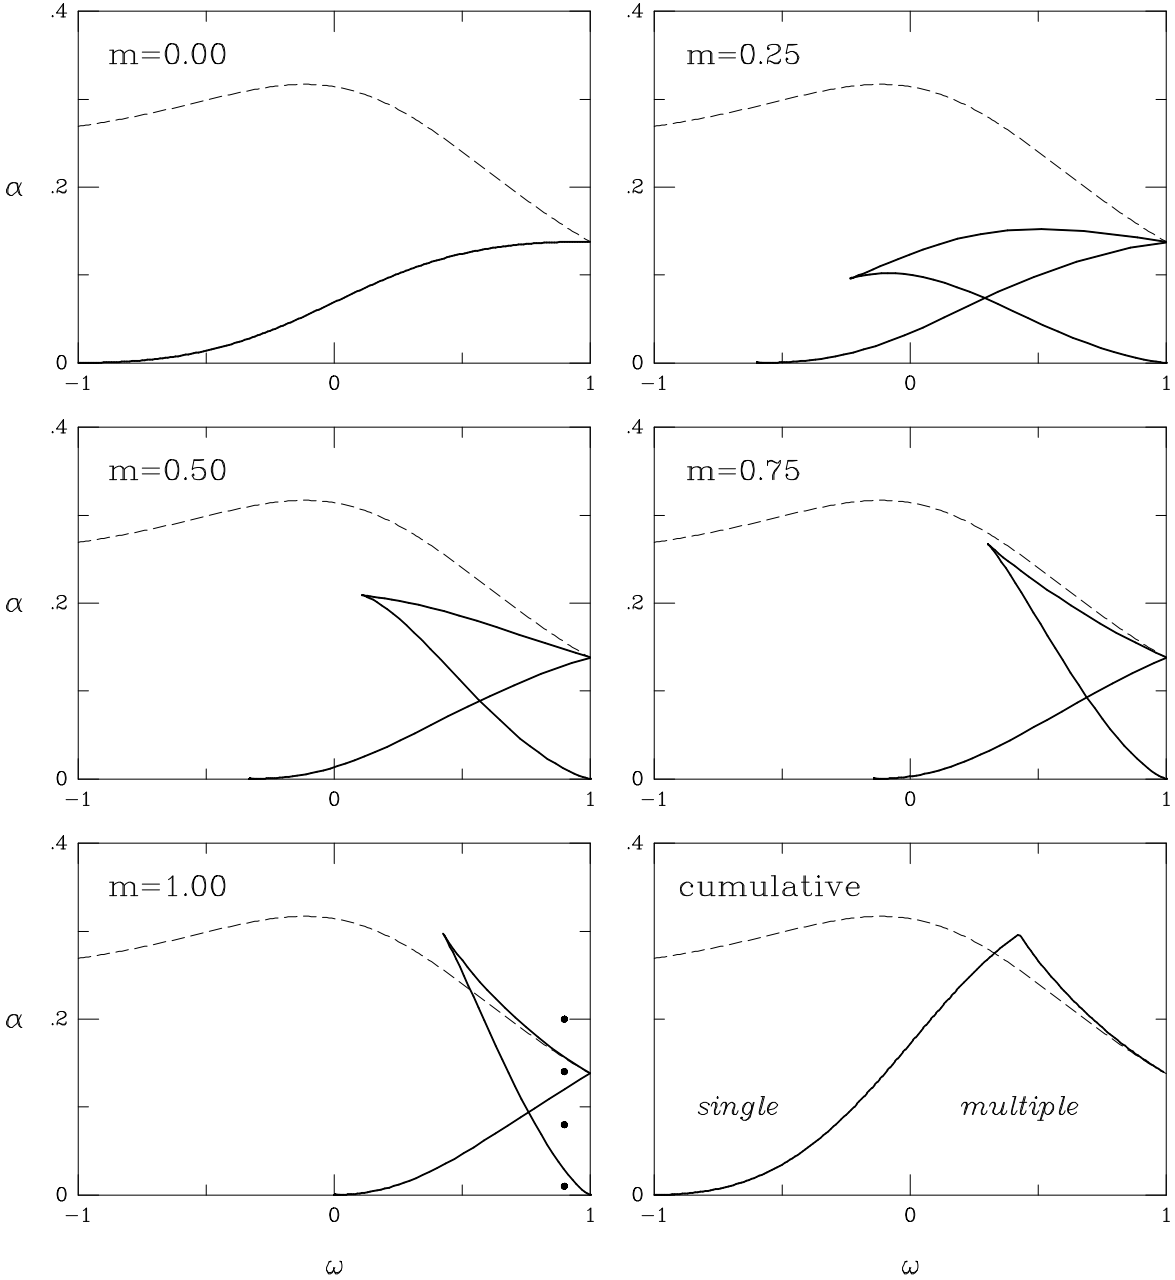 .4 .4
m=0.00 m=0.25
α .2 .2
0 0
−1 0 1 −1 0 1
.4 .4
m=0.50 m=0.75
α .2 .2
0 0
−1 0 1 −1 0 1
.4 .4
m=1.00 cumulative
α .2 .2
single multiple
0 0
−1 0 1 −1 0 1
ω ω